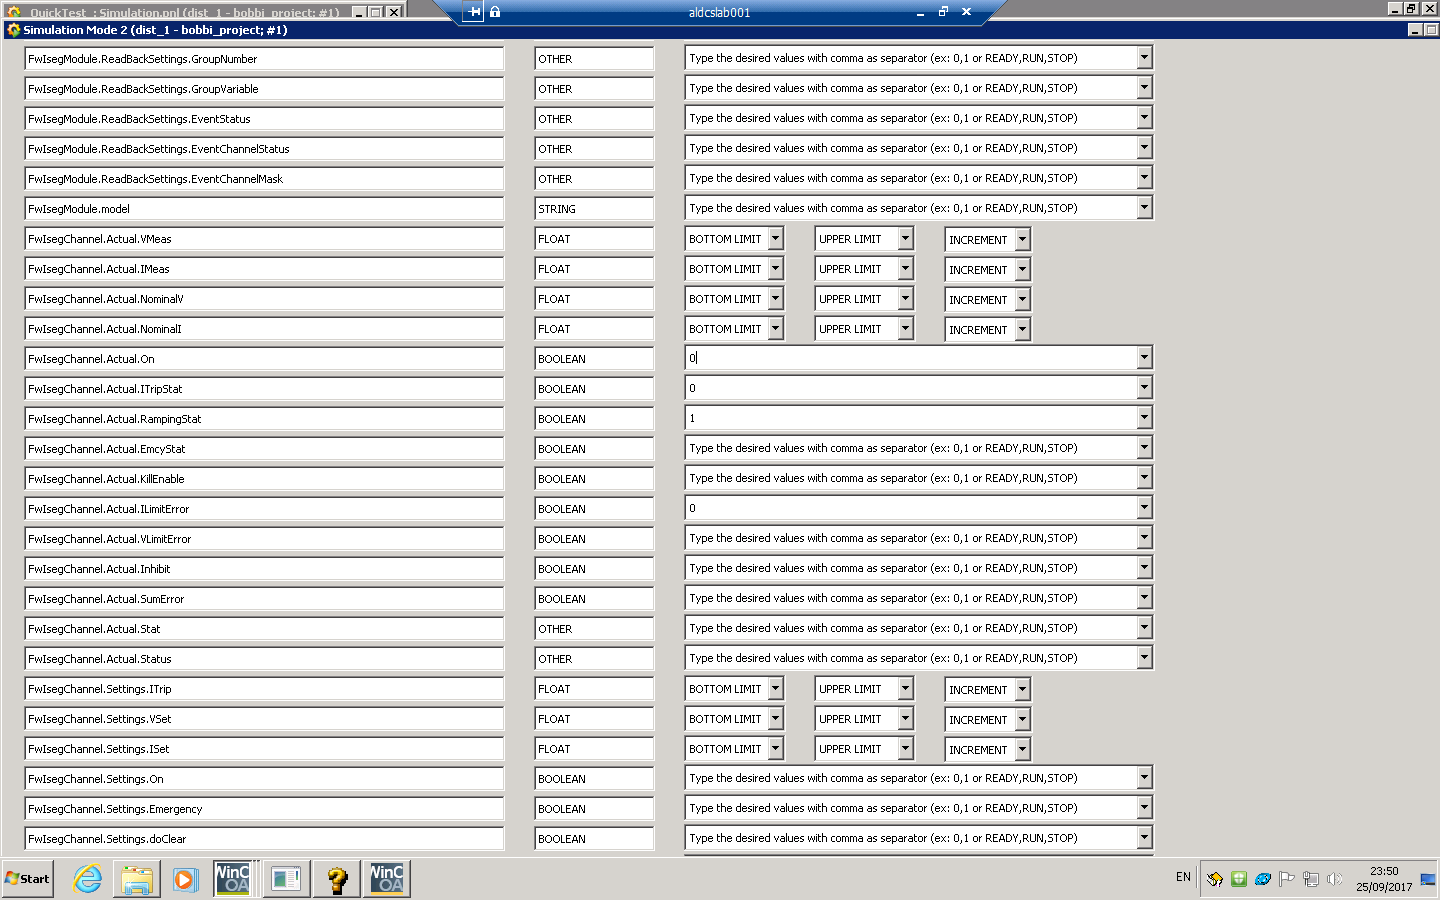 QuickTest_: Simulation.pnl (dist_1 - bobbi_project; #1)
aldcslab001
Simulation Mode 2 (dist_1 - bobbi_project; #1)
FwIsegModule.ReadBackSettings.GroupNumber OTHER Type the desired values with comma as separator (ex: 0,1 or READY,RUN,STOP)
FwIsegModule.ReadBackSettings.GroupVariable OTHER Type the desired values with comma as separator (ex: 0,1 or READY,RUN,STOP)
FwIsegModule.ReadBackSettings.EventStatus OTHER Type the desired values with comma as separator (ex: 0,1 or READY,RUN,STOP)
FwIsegModule.ReadBackSettings.EventChannelStatus OTHER Type the desired values with comma as separator (ex: 0,1 or READY,RUN,STOP)
FwIsegModule.ReadBackSettings.EventChannelMask OTHER Type the desired values with comma as separator (ex: 0,1 or READY,RUN,STOP)
FwIsegModule.model STRING Type the desired values with comma as separator (ex: 0,1 or READY,RUN,STOP)
FwIsegChannel.Actual.VMeas FLOAT BOTTOM LIMIT UPPER LIMIT INCREMENT
FwIsegChannel.Actual.IMeas FLOAT BOTTOM LIMIT UPPER LIMIT INCREMENT
FwIsegChannel.Actual.NominalV FLOAT BOTTOM LIMIT UPPER LIMIT INCREMENT
FwIsegChannel.Actual.NominalI FLOAT BOTTOM LIMIT UPPER LIMIT INCREMENT
FwIsegChannel.Actual.On BOOLEAN 0
FwIsegChannel.Actual.ITripStat BOOLEAN 0
FwIsegChannel.Actual.RampingStat BOOLEAN 1
FwIsegChannel.Actual.EmcyStat BOOLEAN Type the desired values with comma as separator (ex: 0,1 or READY,RUN,STOP)
FwIsegChannel.Actual.KillEnable BOOLEAN Type the desired values with comma as separator (ex: 0,1 or READY,RUN,STOP)
FwIsegChannel.Actual.ILimitError BOOLEAN 0
FwIsegChannel.Actual.VLimitError BOOLEAN Type the desired values with comma as separator (ex: 0,1 or READY,RUN,STOP)
FwIsegChannel.Actual.Inhibit BOOLEAN Type the desired values with comma as separator (ex: 0,1 or READY,RUN,STOP)
FwIsegChannel.Actual.SumError BOOLEAN Type the desired values with comma as separator (ex: 0,1 or READY,RUN,STOP)
FwIsegChannel.Actual.Stat OTHER Type the desired values with comma as separator (ex: 0,1 or READY,RUN,STOP)
FwIsegChannel.Actual.Status OTHER Type the desired values with comma as separator (ex: 0,1 or READY,RUN,STOP)
FwIsegChannel.Settings.ITrip FLOAT BOTTOM LIMIT UPPER LIMIT INCREMENT
FwIsegChannel.Settings.VSet FLOAT BOTTOM LIMIT UPPER LIMIT INCREMENT
FwIsegChannel.Settings.ISet FLOAT BOTTOM LIMIT UPPER LIMIT INCREMENT
FwIsegChannel.Settings.On BOOLEAN Type the desired values with comma as separator (ex: 0,1 or READY,RUN,STOP)
FwIsegChannel.Settings.Emergency BOOLEAN Type the desired values with comma as separator (ex: 0,1 or READY,RUN,STOP)
FwIsegChannel.Settings.doClear BOOLEAN Type the desired values with comma as separator (ex: 0,1 or READY,RUN,STOP)
Start WinC OA WinC OA EN 23:50
25/09/2017